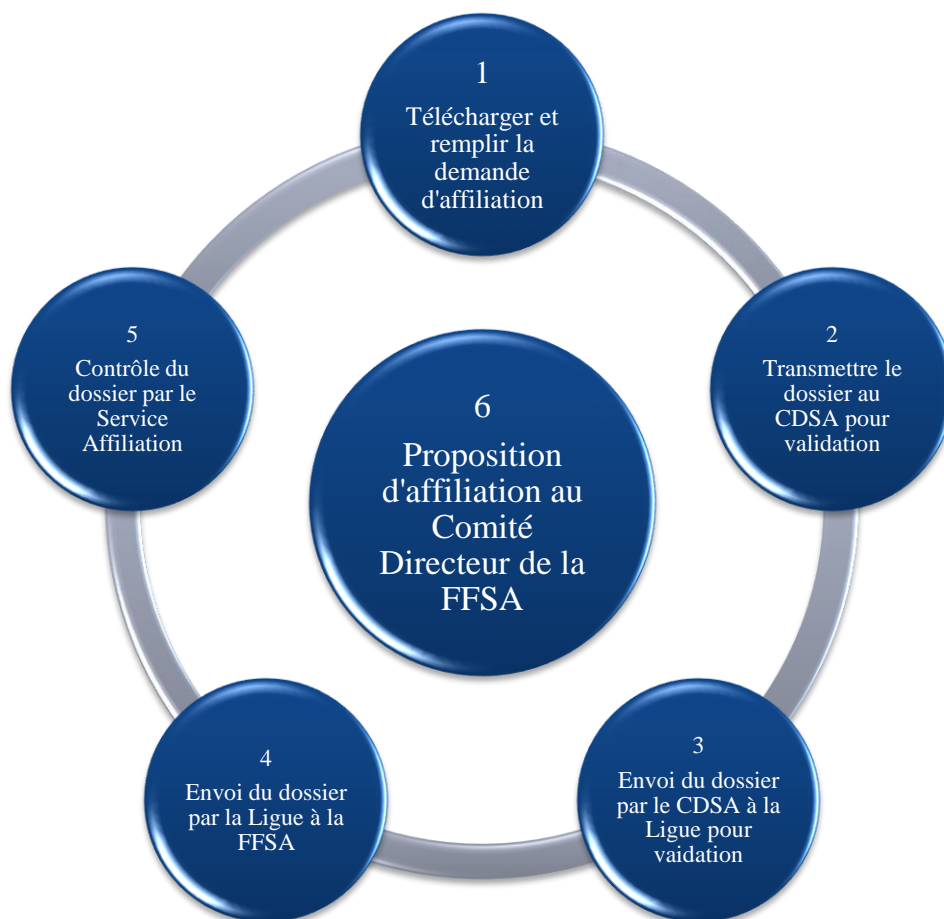 1
Télécharger et
remplir la
demande
d'affiliation
2
Transmettre le
dossier au
CDSA pour
validation
3
Envoi du dossier
par le CDSA à la
Ligue pour
vaidation
4
Envoi du dossier
par la Ligue à la
FFSA
5
Contrôle du
dossier par le
Service
Affiliation
6
Proposition
d'affiliation au
Comité
Directeur de la
FFSA